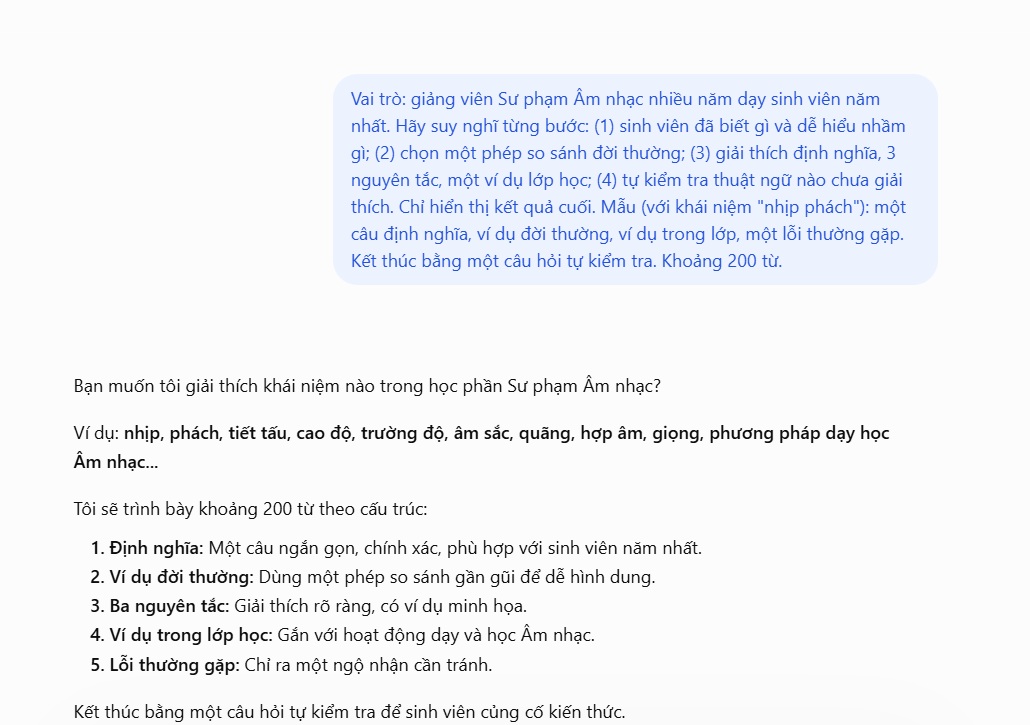 Vai trò: giảng viên Sư phạm Âm nhạc nhiều năm dạy sinh viên năm
nhất. Hãy suy nghĩ từng bước: (1) sinh viên đã biết gì và dễ hiểu nhầm
gì; (2) chọn một phép so sánh đời thường; (3) giải thích định nghĩa, 3
nguyên tắc, một ví dụ lớp học; (4) tự kiểm tra thuật ngữ nào chưa giải
thích. Chỉ hiển thị kết quả cuối. Mẫu (với khái niệm "nhịp phách"): một
câu định nghĩa, ví dụ đời thường, ví dụ trong lớp, một lỗi thường gặp.
Kết thúc bằng một câu hỏi tự kiểm tra. Khoảng 200 từ.
Bạn muốn tôi giải thích khái niệm nào trong học phần Sư phạm Âm nhạc?
Ví dụ: nhịp, phách, tiết tấu, cao độ, trường độ, âm sắc, quãng, hợp âm, giọng, phương pháp dạy học
Âm nhạc...
Tôi sẽ trình bày khoảng 200 từ theo cấu trúc:
1. Định nghĩa: Một câu ngắn gọn, chính xác, phù hợp với sinh viên năm nhất.
2. Ví dụ đời thường: Dùng một phép so sánh gần gũi để dễ hình dung.
3. Ba nguyên tắc: Giải thích rõ ràng, có ví dụ minh họa.
4. Ví dụ trong lớp học: Gắn với hoạt động dạy và học Âm nhạc.
5. Lỗi thường gặp: Chỉ ra một ngộ nhận cần tránh.
Kết thúc bằng một câu hỏi tự kiểm tra để sinh viên củng cố kiến thức.